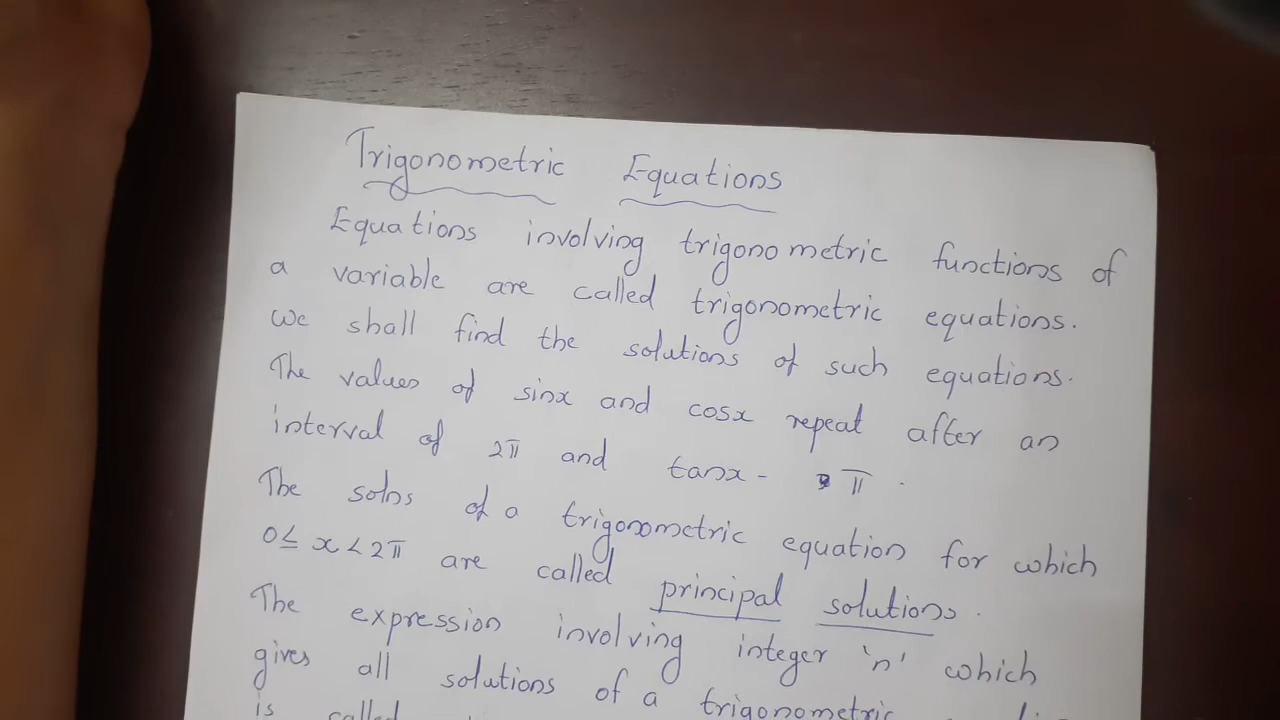 Trigonometric Equations
Equations involving trigonometric functions of
a variable are called trigonometric equations.
We shall find the solutions of such equations.
The values of sinx and cosx repeat after an
interval of 2π and tanx - π.
The solns of a trigonometric equation for which
0≤ x < 2π are called principal solutions.
The expression involving integer 'n' which
gives all solutions of a trigonometric
is called